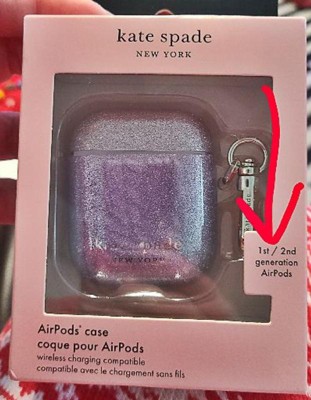 kate spade
NEW YORK
kate spade
NEW YORK
1st / 2nd
generation
AirPods
AirPods® case
coque pour AirPods
wireless charging compatible
compatible avec le chargement sans fils